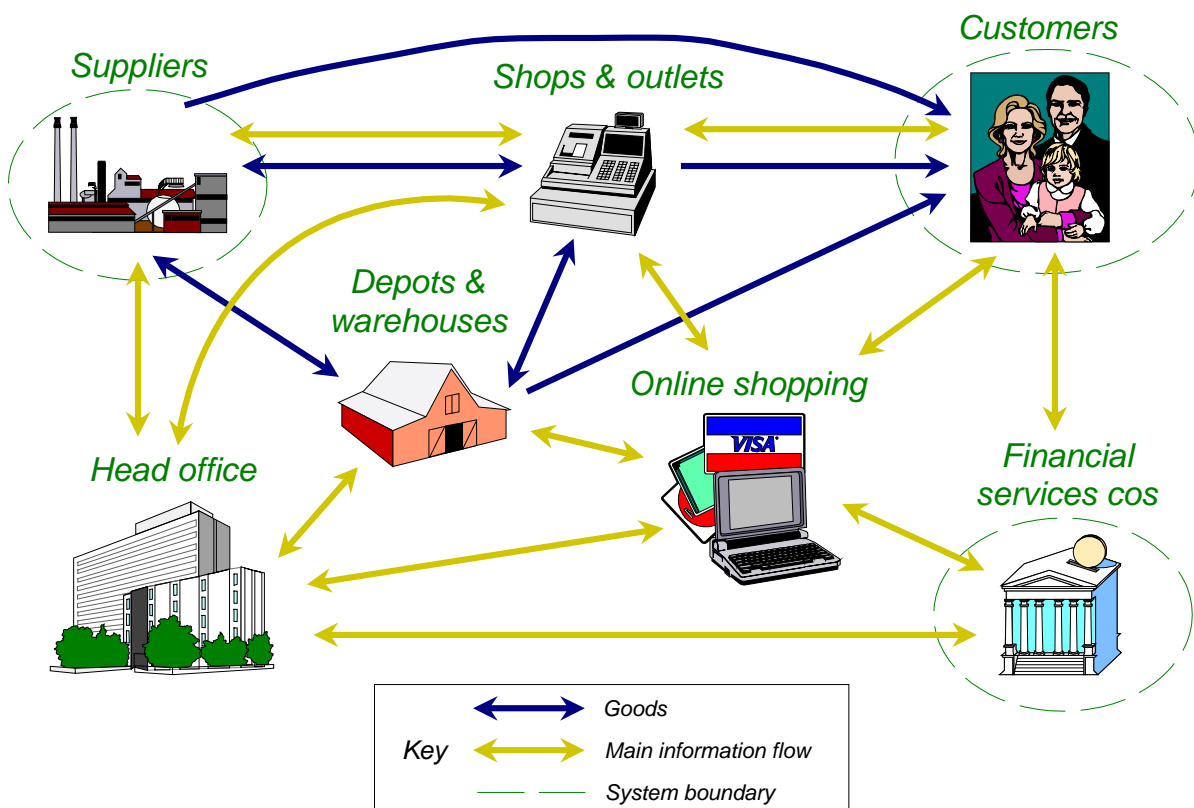 Customers
Suppliers
Shops & outlets
Depots &
warehouses
Online shopping
VISA
Head office
Financial
services cos
Key
Goods
Main information flow
System boundary